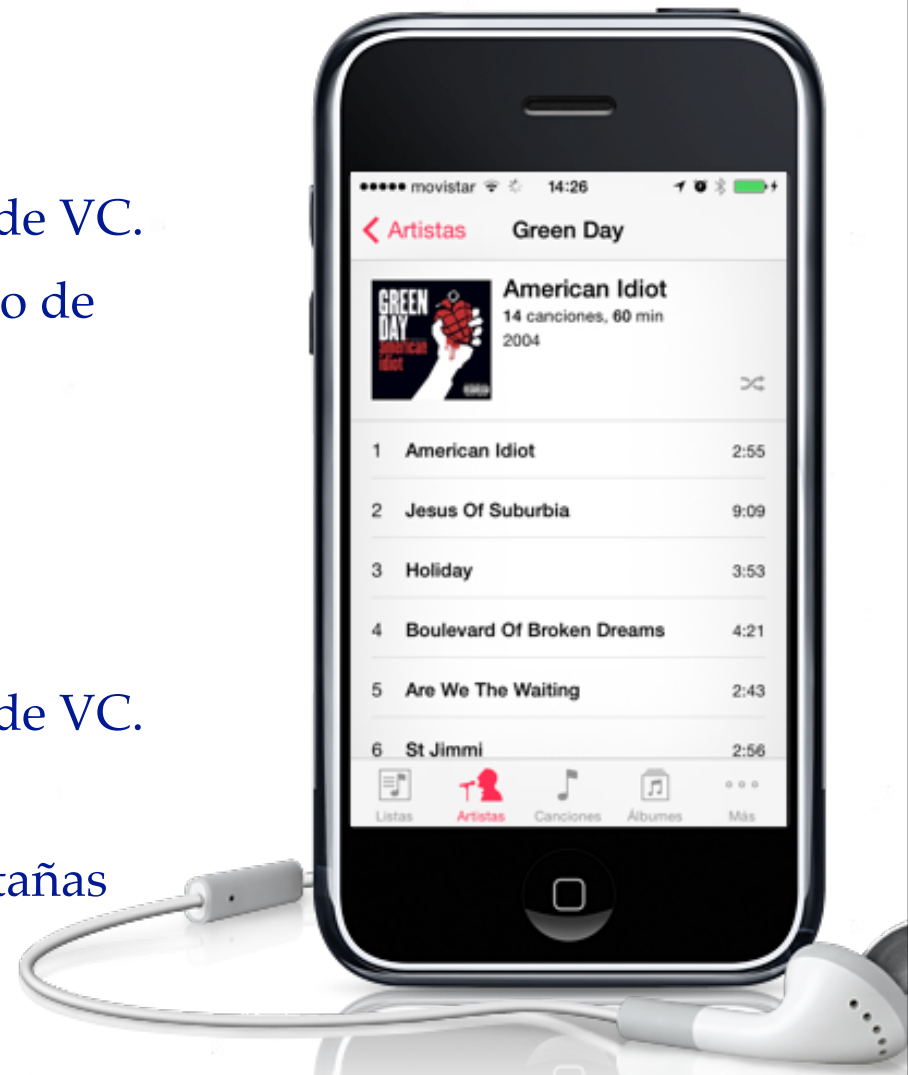 de VC.
o de
de VC.
tañas
movistar 14:26
Artistas Green Day
GREEN
DAY
american
idiot
American Idiot
14 canciones, 60 min
2004
1 American Idiot 2:55
2 Jesus Of Suburbia 9:09
3 Holiday 3:53
4 Boulevard Of Broken Dreams 4:21
5 Are We The Waiting 2:43
6 St Jimmi 2:56
Listas Artistas Canciones Álbumes Más